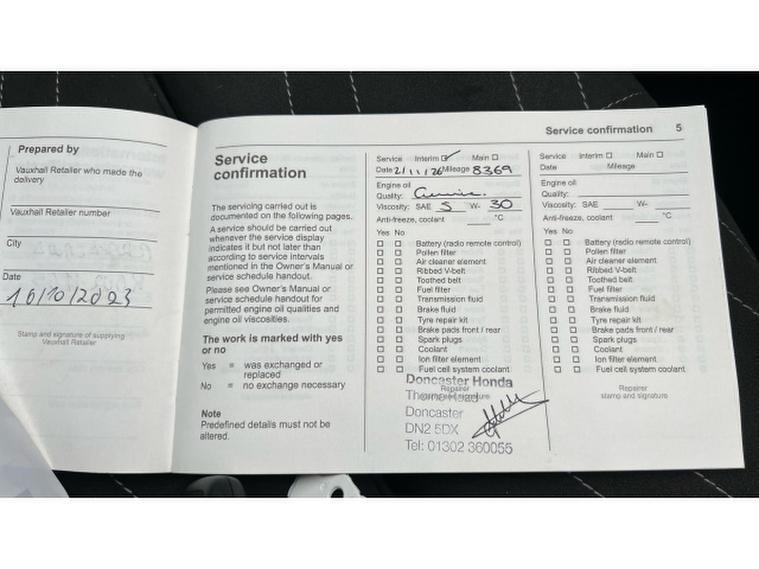 Prepared by
Vauxhall Retailer who made the
delivery
Vauxhall Retailer number
City
Date
16/10/2023
Stamp and signature of supplying
Vauxhall Retailer
Service
confirmation
The servicing carried out is
documented on the following pages.
A service should be carried out
whenever the service display
indicates it but not later than
according to service intervals
mentioned in the Owner's Manual or
service schedule handout.
Please see Owner's Manual or
service schedule handout for
permitted engine oil qualities and
engine oil viscosities.
The work is marked with yes
or no
Yes = was exchanged or
replaced
No = no exchange necessary
Note
Predefined details must not be
altered.
Service confirmation 5
Service Interim Main
Date Mileage 8369
Engine oil
Quality:
Viscosity: SAE 5 W- 30
Anti-freeze, coolant °C
Yes No
Battery (radio remote control)
Pollen filter
Air cleaner element
Ribbed V-belt
Toothed belt
Fuel filter
Transmission fluid
Brake fluid
Tyre repair kit
Brake pads front / rear
Spark plugs
Coolant
Ion filter element
Fuel cell system coolant
Repairer
stamp and signature
Doncaster Honda
Thorne Road
Doncaster
DN2 5DX
Tel: 01302 360055
Service Interim Main
Date Mileage
Engine oil
Quality:
Viscosity: SAE W-
Anti-freeze, coolant °C
Yes No
Battery (radio remote control)
Pollen filter
Air cleaner element
Ribbed V-belt
Toothed belt
Fuel filter
Transmission fluid
Brake fluid
Tyre repair kit
Brake pads front / rear
Spark plugs
Coolant
Ion filter element
Fuel cell system coolant
Repairer
stamp and signature